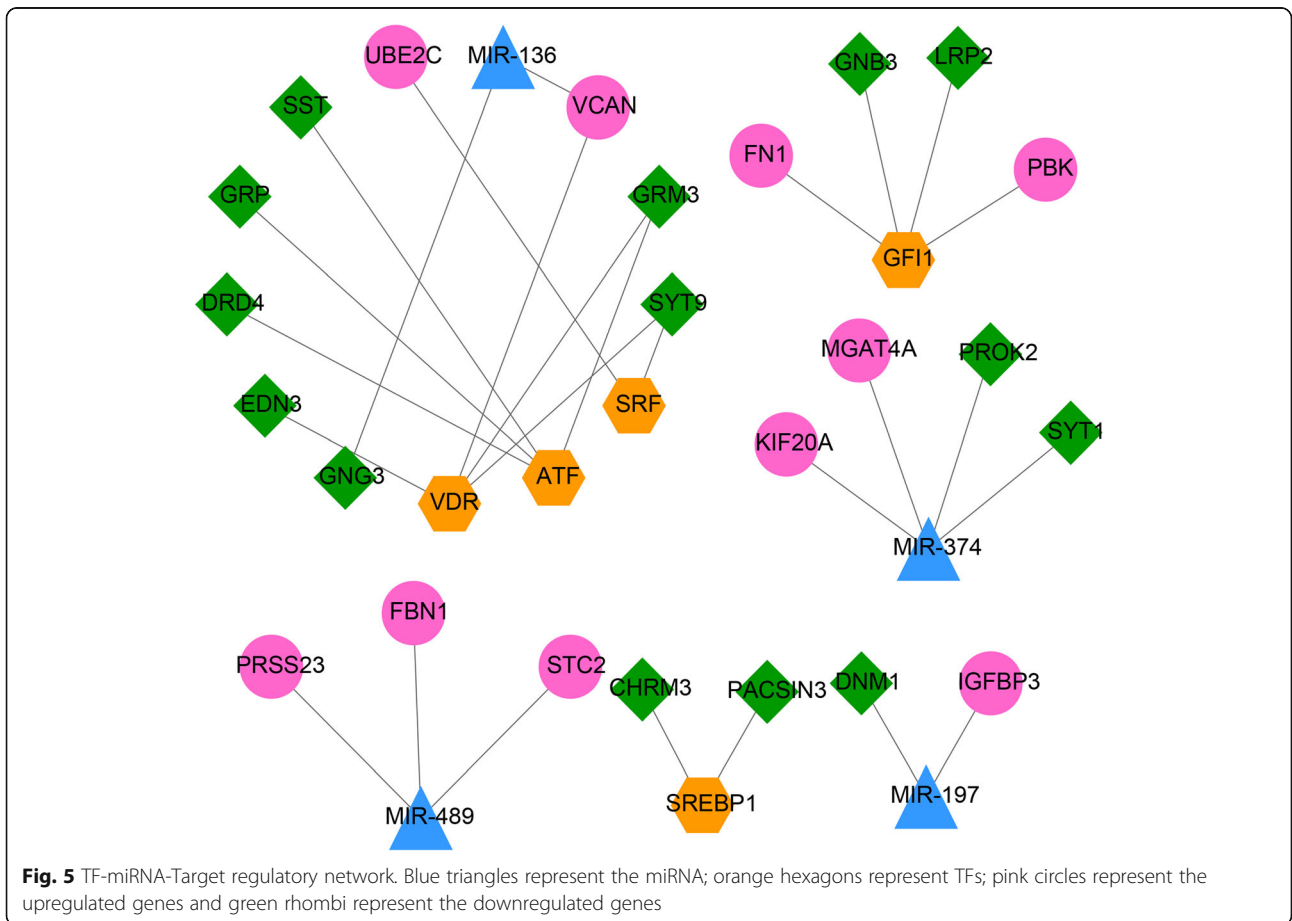 UBE2C
MIR-136
VCAN
SST
GRP
GRM3
DRD4
SYT9
EDN3
SRF
GNG3
VDR
ATF
GNB3
LRP2
FN1
PBK
GFI1
MGAT4A
PROK2
KIF20A
SYT1
MIR-374
FBN1
PRSS23
STC2
MIR-489
CHRM3
PACSIN3
SREBP1
DNM1
IGFBP3
MIR-197
Fig. 5 TF-miRNA-Target regulatory network. Blue triangles represent the miRNA; orange hexagons represent TFs; pink circles represent the
upregulated genes and green rhombi represent the downregulated genes